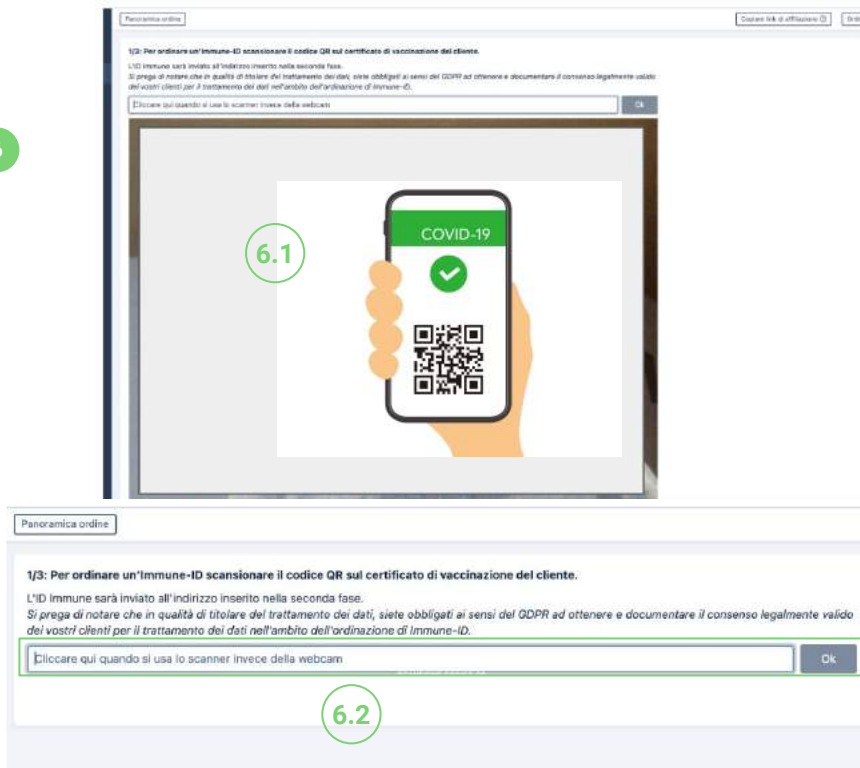 Panoramica ordine
Copiare link di affiliazione
1/3: Per ordinare un'Immune-ID scansionare il codice QR sul certificato di vaccinazione del cliente.
L'ID Immune sarà inviato all'indirizzo inserito nella seconda fase.
Si prega di notare che in qualità di titolare del trattamento dei dati, siete obbligati ai sensi del GDPR ad ottenere e documentare il consenso legalmente valido
dei vostri clienti per il trattamento dei dati nell'ambito dell'ordinazione di Immune-ID.
Cliccare qui quando si usa lo scanner invece della webcam
Ok
6.1
COVID-19
Panoramica ordine
1/3: Per ordinare un'Immune-ID scansionare il codice QR sul certificato di vaccinazione del cliente.
L'ID Immune sarà inviato all'indirizzo inserito nella seconda fase.
Si prega di notare che in qualità di titolare del trattamento dei dati, siete obbligati ai sensi del GDPR ad ottenere e documentare il consenso legalmente valido
dei vostri clienti per il trattamento dei dati nell'ambito dell'ordinazione di Immune-ID.
Cliccare qui quando si usa lo scanner invece della webcam
Ok
6.2